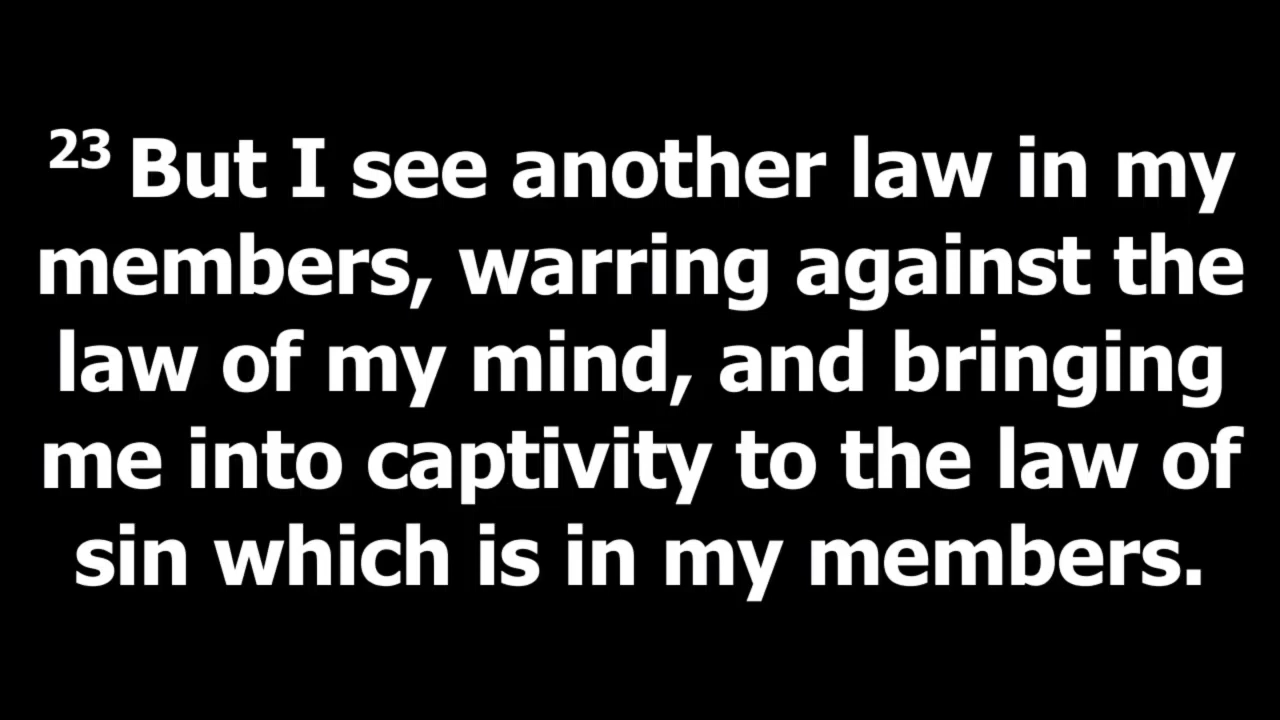 23 But I see another law in my
members, warring against the
law of my mind, and bringing
me into captivity to the law of
sin which is in my members.